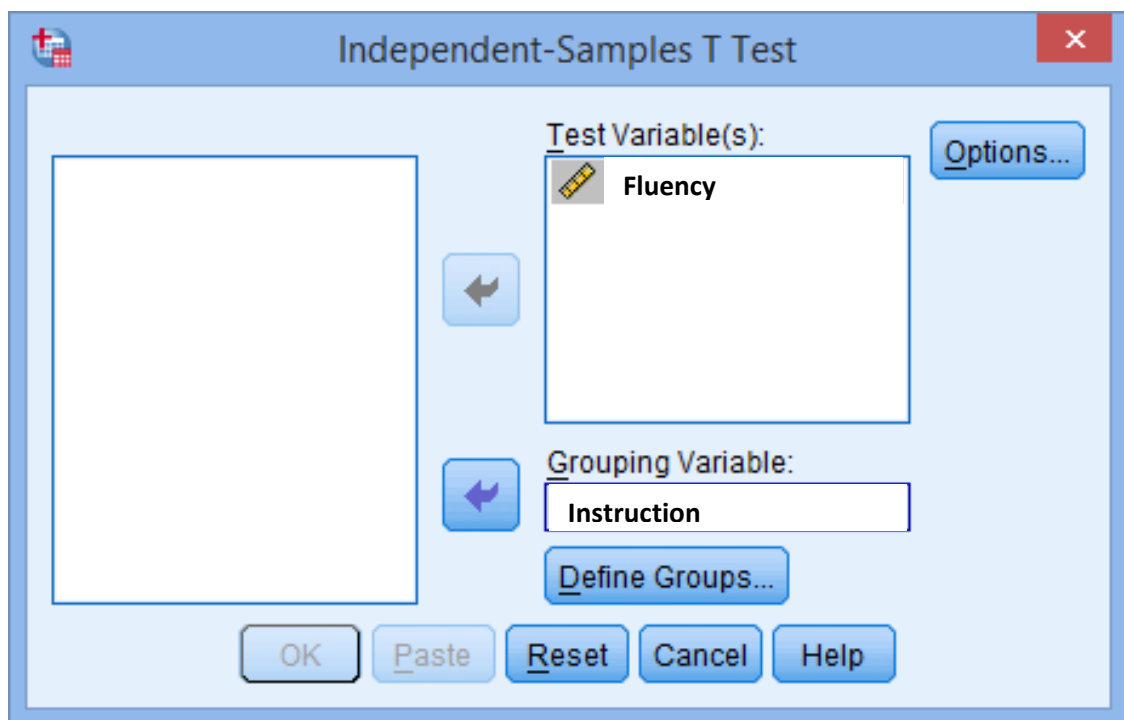 Independent-Samples T Test
Test Variable(s):
Options...
Fluency
Grouping Variable:
Instruction
Define Groups...
OK Paste Reset Cancel Help